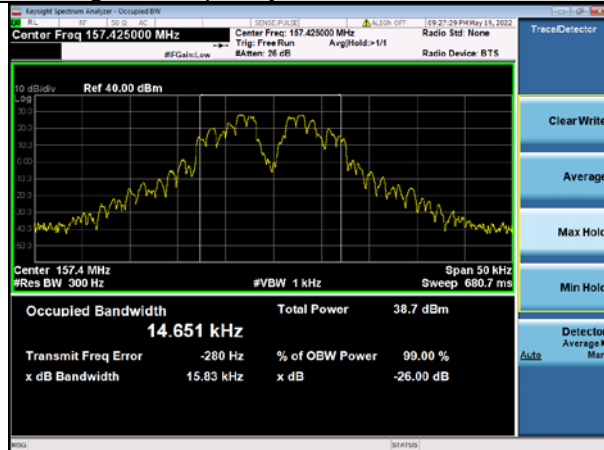 Keysight Spectrum Analyzer - Occupied BW
RL RF 50 Ω AC SENSE:PULSE ALIGN OFF 09:27:29 PM May 15, 2022
Center Freq 157.425000 MHz
Center Freq: 157.425000 MHz Radio Std: None
Trig: Free Run Avg|Hold:>1/1
#IFGain:Low #Atten: 26 dB Radio Device: BTS
Trace/Detector
10 dB/div Ref 40.00 dBm
Log
30.0
20.0
10.0
0.00
-10.0
-20.0
-30.0
-40.0
-50.0
Center 157.4 MHz Span 50 kHz
#Res BW 300 Hz #VBW 1 kHz Sweep 680.7 ms
Occupied Bandwidth Total Power 38.7 dBm
14.651 kHz
Transmit Freq Error -280 Hz % of OBW Power 99.00 %
x dB Bandwidth 15.83 kHz x dB -26.00 dB
Clear Write
Average
Max Hold
Min Hold
Detector
Average
Auto Man
MSG STATUS